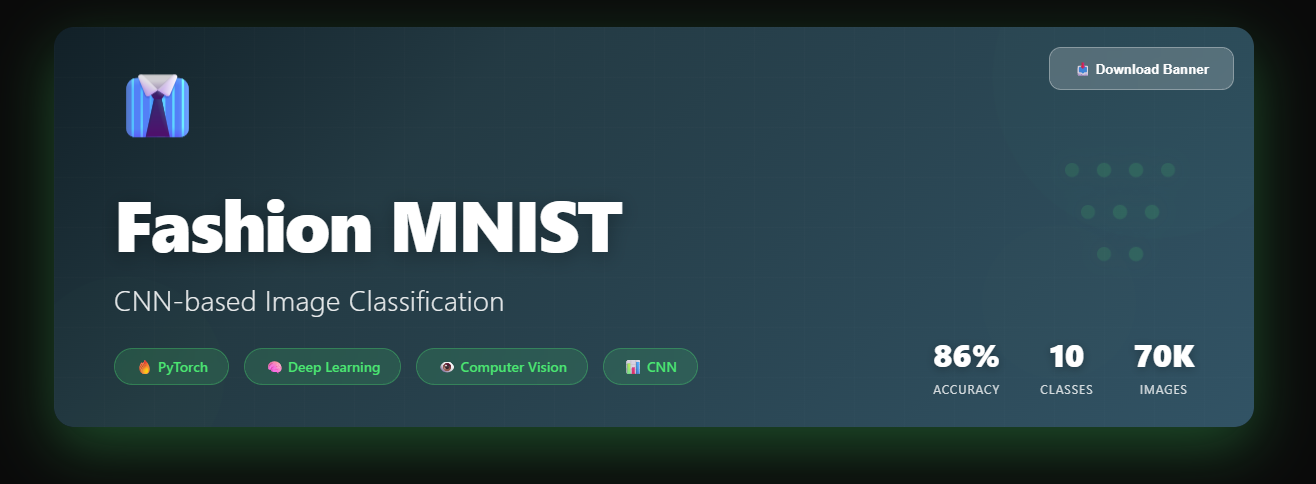 Download Banner
Fashion MNIST
CNN-based Image Classification
PyTorch
Deep Learning
Computer Vision
CNN
86%
ACCURACY
10
CLASSES
70K
IMAGES